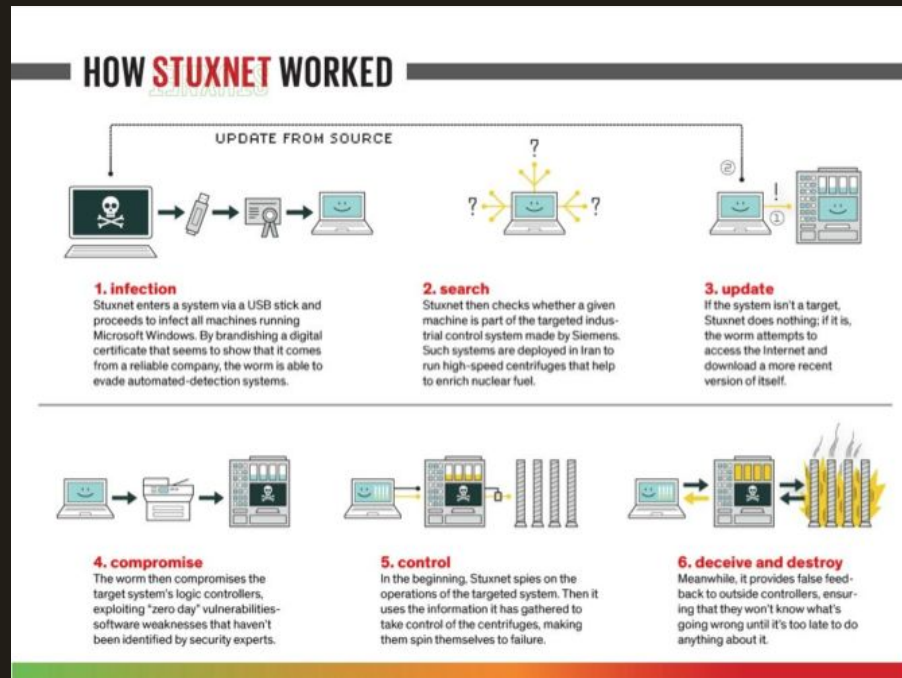 HOW STUXNET WORKED
UPDATE FROM SOURCE
?
?
?
②
!
①
1. infection
Stuxnet enters a system via a USB stick and
proceeds to infect all machines running
Microsoft Windows. By brandishing a digital
certificate that seems to show that it comes
from a reliable company, the worm is able to
evade automated-detection systems.
2. search
Stuxnet then checks whether a given
machine is part of the targeted indus-
trial control system made by Siemens.
Such systems are deployed in Iran to
run high-speed centrifuges that help
to enrich nuclear fuel.
3. update
If the system isn't a target,
Stuxnet does nothing; if it is,
the worm attempts to
access the Internet and
download a more recent
version of itself.
4. compromise
The worm then compromises the
target system's logic controllers,
exploiting "zero day" vulnerabilities-
software weaknesses that haven't
been identified by security experts.
5. control
In the beginning, Stuxnet spies on the
operations of the targeted system. Then it
uses the information it has gathered to
take control of the centrifuges, making
them spin themselves to failure.
6. deceive and destroy
Meanwhile, it provides false feed-
back to outside controllers, ensur-
ing that they won't know what's
going wrong until it's too late to do
anything about it.